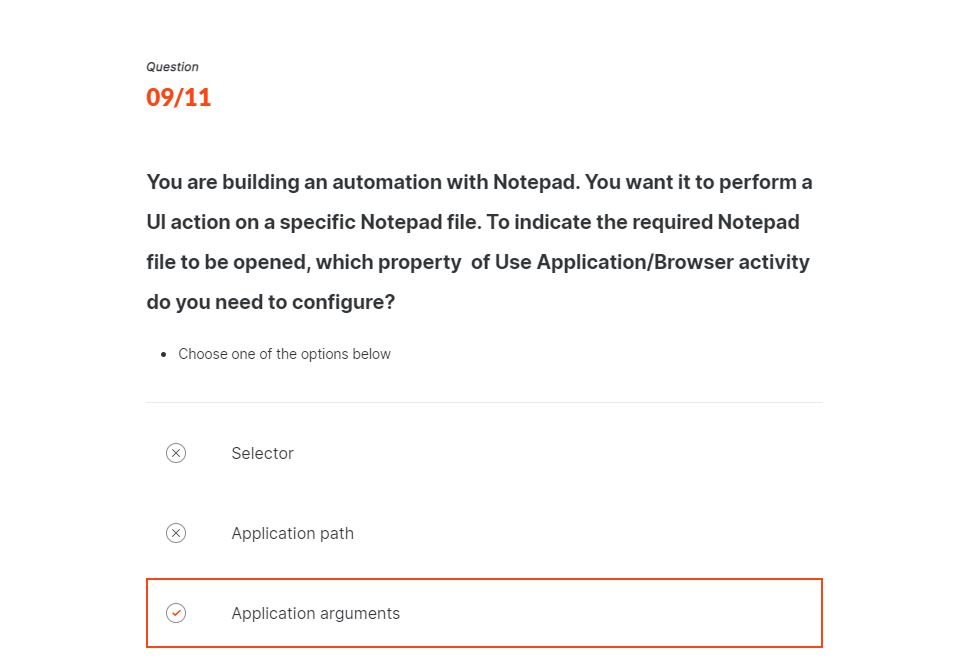 Question
09/11
You are building an automation with Notepad. You want it to perform a
UI action on a specific Notepad file. To indicate the required Notepad
file to be opened, which property  of Use Application/Browser activity
do you need to configure?
• Choose one of the options below
Selector
Application path
Application arguments